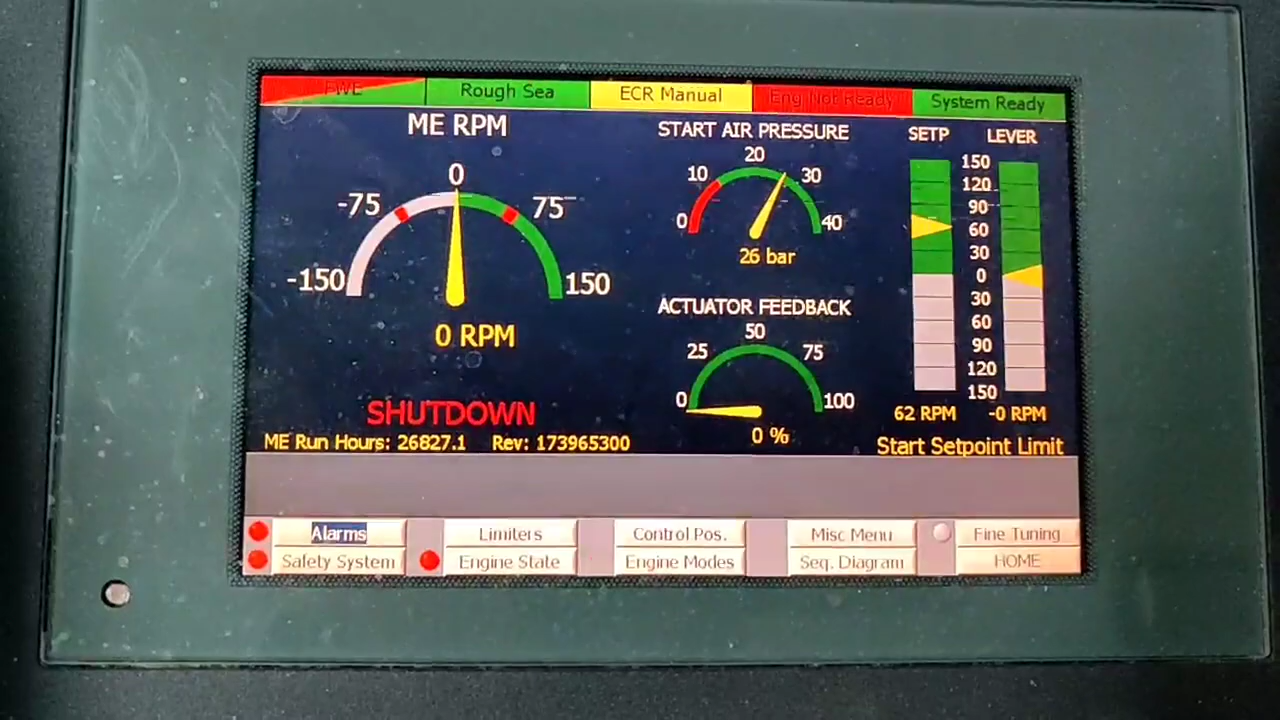 FWE Rough Sea ECR Manual Eng Not Ready System Ready
ME RPM
-150 -75 0 75 150
0 RPM
START AIR PRESSURE
0 10 20 30 40
26 bar
ACTUATOR FEEDBACK
0 25 50 75 100
0 %
SETP LEVER
150
120
90
60
30
0
30
60
90
120
150
62 RPM -0 RPM
SHUTDOWN
ME Run Hours: 26827.1 Rev: 173965300
Start Setpoint Limit
Alarms Limiters Control Pos. Misc Menu Fine Tuning
Safety System Engine State Engine Modes Seq. Diagram HOME